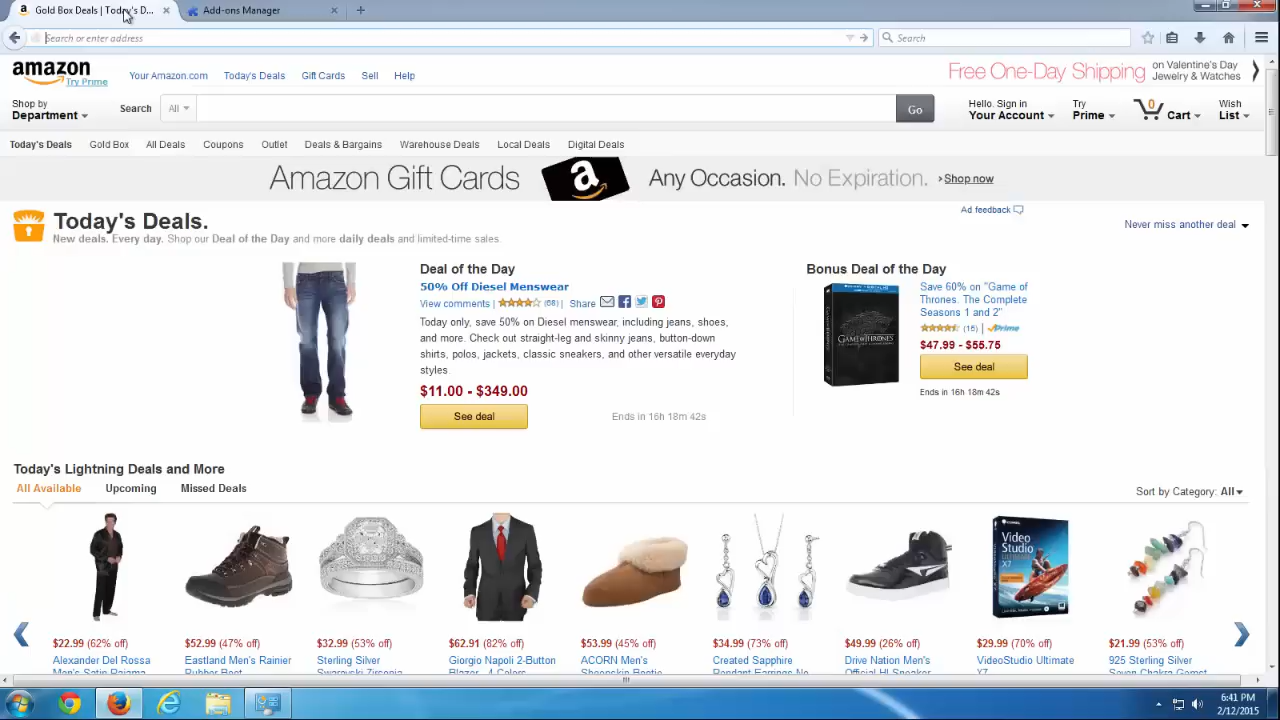 Gold Box Deals | Today's D...
Add-ons Manager
Search or enter address
Search
amazon
Try Prime
Your Amazon.com
Today's Deals
Gift Cards
Sell
Help
Free One-Day Shipping
on Valentine's Day
Jewelry & Watches
Shop by
Department
Search
All
Go
Hello. Sign in
Your Account
Try
Prime
0
Cart
Wish
List
Today's Deals
Gold Box
All Deals
Coupons
Outlet
Deals & Bargains
Warehouse Deals
Local Deals
Digital Deals
Amazon Gift Cards
a
Any Occasion. No Expiration.
Shop now
Ad feedback
Today's Deals.
New deals. Every day. Shop our Deal of the Day and more daily deals and limited-time sales.
Never miss another deal
Deal of the Day
50% Off Diesel Menswear
View comments | (68) | Share
Today only, save 50% on Diesel menswear, including jeans, shoes,
and more. Check out straight-leg and skinny jeans, button-down
shirts, polos, jackets, classic sneakers, and other versatile everyday
styles.
$11.00 - $349.00
See deal
Ends in 16h 18m 42s
Bonus Deal of the Day
GAME OF THRONES
Save 60% on "Game of
Thrones. The Complete
Seasons 1 and 2"
(15) | Prime
$47.99 - $55.75
See deal
Ends in 16h 18m 42s
Today's Lightning Deals and More
All Available
Upcoming
Missed Deals
Sort by Category: All
Video
Studio
X7
$22.99 (62% off)
$52.99 (47% off)
$32.99 (53% off)
$62.91 (82% off)
$53.99 (45% off)
$34.99 (73% off)
$49.99 (26% off)
$29.99 (70% off)
$21.99 (53% off)
Alexander Del Rossa
Eastland Men's Rainier
Sterling Silver
Giorgio Napoli 2-Button
ACORN Men's
Created Sapphire
Drive Nation Men's
VideoStudio Ultimate
925 Sterling Silver
Men's Satin Pajama
Rubber Boot
Swarovski Zirconia
Blazer - 4 Colors
Sheepskin Bootie
Pendant Earrings
Official HI Sneaker
X7
Seven Chakra Gemst
6:41 PM
2/12/2015